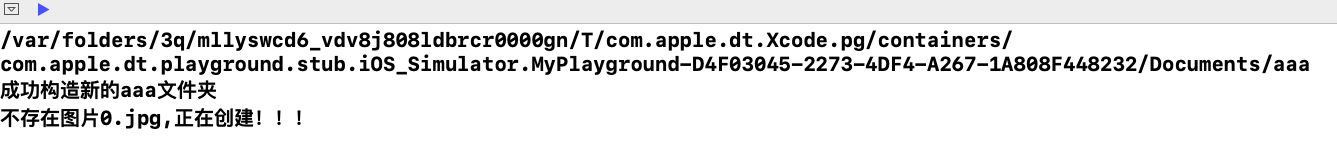 /var/folders/3q/mllyswcd6_vdv8j808ldbrcr0000gn/T/com.apple.dt.Xcode.pg/containers/
com.apple.dt.playground.stub.iOS_Simulator.MyPlayground-D4F03045-2273-4DF4-A267-1A808F448232/Documents/aaa
成功构造新的aaa文件夹
不存在图片0.jpg,正在创建！！！